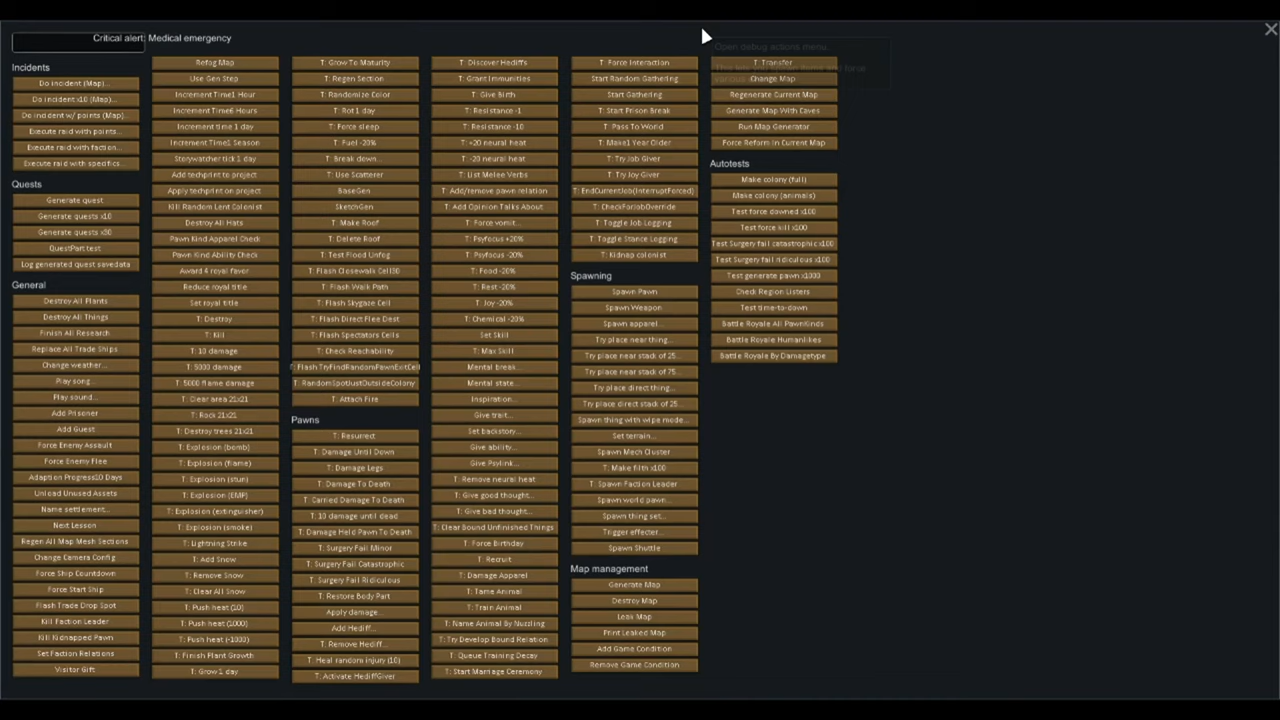 Critical alert: Medical emergency
Open debug actions menu...
Incidents
Do incident (Map)...
Do incident x10 (Map)...
Do incident w/ points (Map)...
Execute raid with points...
Execute raid with faction...
Execute raid with specifics...
Quests
Generate quest
Generate quests x10
Generate quests x30
QuestPart test
Log generated quest savedata
General
Destroy All Plants
Destroy All Things
Finish All Research
Replace All Trade Ships
Change weather...
Play song...
Play sound...
Add Prisoner
Add Guest
Force Enemy Assault
Force Enemy Flee
Adaption Progress10 Days
Unload Unused Assets
Name settlement...
Next Lesson
Regen All Map Mesh Sections
Change Camera Config
Force Ship Countdown
Force Start Ship
Flash Trade Drop Spot
Kill Faction Leader
Kill Kidnapped Pawn
Set Faction Relations
Visitor Gift
Refog Map
Use Gen Step
Increment Time1 Hour
Increment Time6 Hours
Increment time 1 day
Increment Time1 Season
Storywatcher tick 1 day
Add techprint to project
Apply techprint on project
Kill Random Lent Colonist
Destroy All Hats
Pawn Kind Apparel Check
Pawn Kind Ability Check
Award 4 royal favor
Reduce royal title
Set royal title
T: Destroy
T: Kill
T: 10 damage
T: 5000 damage
T: 5000 flame damage
T: Clear area 21x21
T: Rock 21x21
T: Destroy trees 21x21
T: Explosion (bomb)
T: Explosion (flame)
T: Explosion (stun)
T: Explosion (EMP)
T: Explosion (extinguisher)
T: Explosion (smoke)
T: Lightning Strike
T: Add Snow
T: Remove Snow
T: Clear All Snow
T: Push heat (10)
T: Push heat (1000)
T: Push heat (-1000)
T: Finish Plant Growth
T: Grow 1 day
T: Grow To Maturity
T: Regen Section
T: Randomize Color
T: Rot 1 day
T: Force sleep
T: Fuel -20%
T: Break down...
T: Use Scatterer
BaseGen
SketchGen
T: Make Roof
T: Delete Roof
T: Test Flood Unfog
T: Flash Closewalk Cell30
T: Flash Walk Path
T: Flash Skygaze Cell
T: Flash Direct Flee Dest
T: Flash Spectators Cells
T: Check Reachability
T: Flash TryFindRandomPawnExitCell
T: RandomSpotJustOutsideColony
T: Attach Fire
Pawns
T: Resurrect
T: Damage Until Down
T: Damage Legs
T: Damage To Death
T: Carried Damage To Death
T: 10 damage until dead
T: Damage Held Pawn To Death
T: Surgery Fail Minor
T: Surgery Fail Catastrophic
T: Surgery Fail Ridiculous
T: Restore Body Part
Apply damage...
Add Hediff...
T: Remove Hediff...
T: Heal random injury (10)
T: Activate HediffGiver
T: Discover Hediffs
T: Grant Immunities
T: Give Birth
T: Resistance -1
T: Resistance -10
T: +20 neural heat
T: -20 neural heat
T: List Melee Verbs
T: Add/remove pawn relation
T: Add Opinion Talks About
T: Force vomit...
T: Psyfocus +20%
T: Psyfocus -20%
T: Food -20%
T: Rest -20%
T: Joy -20%
T: Chemical -20%
Set Skill
T: Max Skill
Mental break...
Mental state...
Inspiration...
Give trait...
Set backstory...
Give ability...
Give Psylink...
T: Remove neural heat
T: Give good thought...
T: Give bad thought...
T: Clear Bound Unfinished Things
T: Force Birthday
T: Recruit
T: Damage Apparel
T: Tame Animal
T: Train Animal
T: Name Animal By Nuzzling
T: Try Develop Bound Relation
T: Queue Training Decay
T: Start Marriage Ceremony
T: Force Interaction
Start Random Gathering
Start Gathering
T: Start Prison Break
T: Pass To World
T: Make1 Year Older
T: Try Job Giver
T: Try Joy Giver
T: EndCurrentJob(InterruptForced)
T: CheckForJobOverride
T: Toggle Job Logging
T: Toggle Stance Logging
T: Kidnap colonist
Spawning
Spawn Pawn
Spawn Weapon
Spawn apparel...
Try place near thing...
Try place near stack of 25...
Try place near stack of 75...
Try place direct thing...
Try place direct stack of 25...
Spawn thing with wipe mode...
Set terrain...
Spawn Mech Cluster
T: Make filth x100
T: Spawn Faction Leader
Spawn world pawn...
Spawn thing set...
Trigger effecter...
Spawn Shuttle
Map management
Generate Map
Destroy Map
Leak Map
Print Leaked Map
Add Game Condition
Remove Game Condition
T: Transfer...
Change Map
Regenerate Current Map
Generate Map With Caves
Run Map Generator
Force Reform In Current Map
Autotests
Make colony (full)
Make colony (animals)
Test force downed x100
Test force kill x100
Test Surgery fail catastrophic x100
Test Surgery fail ridiculous x100
Test generate pawn x1000
Check Region Listers
Test time-to-down
Battle Royale All PawnKinds
Battle Royale Humanlikes
Battle Royale By Damagetype